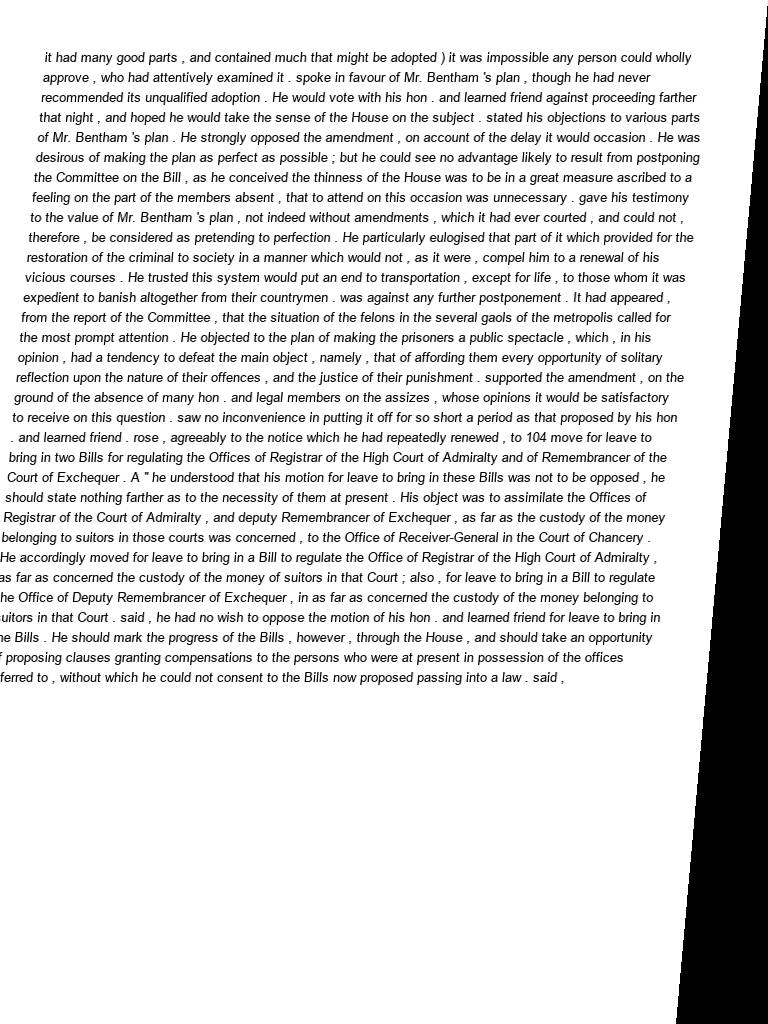 it had many good parts , and contained much that might be adopted ) it was impossible any person could wholly
approve , who had attentively examined it . spoke in favour of Mr. Bentham 's plan , though he had never
recommended its unqualified adoption . He would vote with his hon . and learned friend against proceeding farther
that night , and hoped he would take the sense of the House on the subject . stated his objections to various parts
of Mr. Bentham 's plan . He strongly opposed the amendment , on account of the delay it would occasion . He was
desirous of making the plan as perfect as possible ; but he could see no advantage likely to result from postponing
the Committee on the Bill , as he conceived the thinness of the House was to be in a great measure ascribed to a
feeling on the part of the members absent , that to attend on this occasion was unnecessary . gave his testimony
to the value of Mr. Bentham 's plan , not indeed without amendments , which it had ever courted , and could not ,
therefore , be considered as pretending to perfection . He particularly eulogised that part of it which provided for the
restoration of the criminal to society in a manner which would not , as it were , compel him to a renewal of his
vicious courses . He trusted this system would put an end to transportation , except for life , to those whom it was
expedient to banish altogether from their countrymen . was against any further postponement . It had appeared ,
from the report of the Committee , that the situation of the felons in the several gaols of the metropolis called for
the most prompt attention . He objected to the plan of making the prisoners a public spectacle , which , in his
opinion , had a tendency to defeat the main object , namely , that of affording them every opportunity of solitary
reflection upon the nature of their offences , and the justice of their punishment . supported the amendment , on the
ground of the absence of many hon . and legal members on the assizes , whose opinions it would be satisfactory
to receive on this question . saw no inconvenience in putting it off for so short a period as that proposed by his hon
. and learned friend . rose , agreeably to the notice which he had repeatedly renewed , to 104 move for leave to
bring in two Bills for regulating the Offices of Registrar of the High Court of Admiralty and of Remembrancer of the
Court of Exchequer . A " he understood that his motion for leave to bring in these Bills was not to be opposed , he
should state nothing farther as to the necessity of them at present . His object was to assimilate the Offices of
Registrar of the Court of Admiralty , and deputy Remembrancer of Exchequer , as far as the custody of the money
belonging to suitors in those courts was concerned , to the Office of Receiver-General in the Court of Chancery .
He accordingly moved for leave to bring in a Bill to regulate the Office of Registrar of the High Court of Admiralty ,
as far as concerned the custody of the money of suitors in that Court ; also , for leave to bring in a Bill to regulate
he Office of Deputy Remembrancer of Exchequer , in as far as concerned the custody of the money belonging to
uitors in that Court . said , he had no wish to oppose the motion of his hon . and learned friend for leave to bring in
e Bills . He should mark the progress of the Bills , however , through the House , and should take an opportunity
proposing clauses granting compensations to the persons who were at present in possession of the offices
ferred to , without which he could not consent to the Bills now proposed passing into a law . said ,